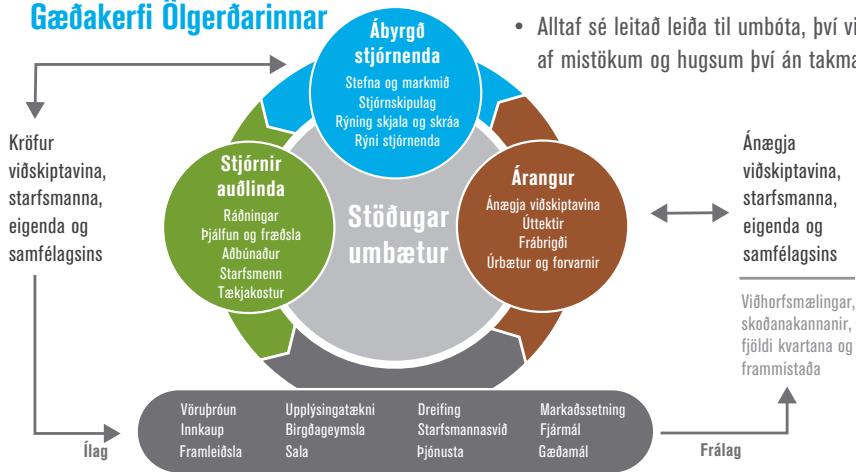 Gæðakerfi Ölgerðarinnar
• Alltaf sé leitað leiða til umbóta, því
af mistökum og hugsum því án
Kröfur
viðskiptavina,
starfsmanna,
eigenda og
samfélagsins
Ábyrgð
stjórnenda
Stefna og markmið
Stjórnskipulag
Rýning skjala og skráa
Rýni stjórnenda
Stjórnir
auðlinda
Ráðningar
Þjálfun og fræðsla
Aðbúnaður
Starfsmenn
Tækjakostur
Stöðugar
umbætur
Árangur
Ánægja viðskiptavina
Úttektir
Frábrigði
Úrbætur og forvarnir
Ánægja
viðskiptavina,
starfsmanna,
eigenda og
samfélagsins
Viðhorfsmælingar,
skoðanakannanir,
fjöldi kvartana og
frammistaða
Ílag
Vöruþróun Upplýsingatækni Dreifing Markaðssetning
Innkaup Birgðageymsla Starfsmannasvið Fjármál
Framleiðsla Sala Þjónusta Gæðamál
Frálag